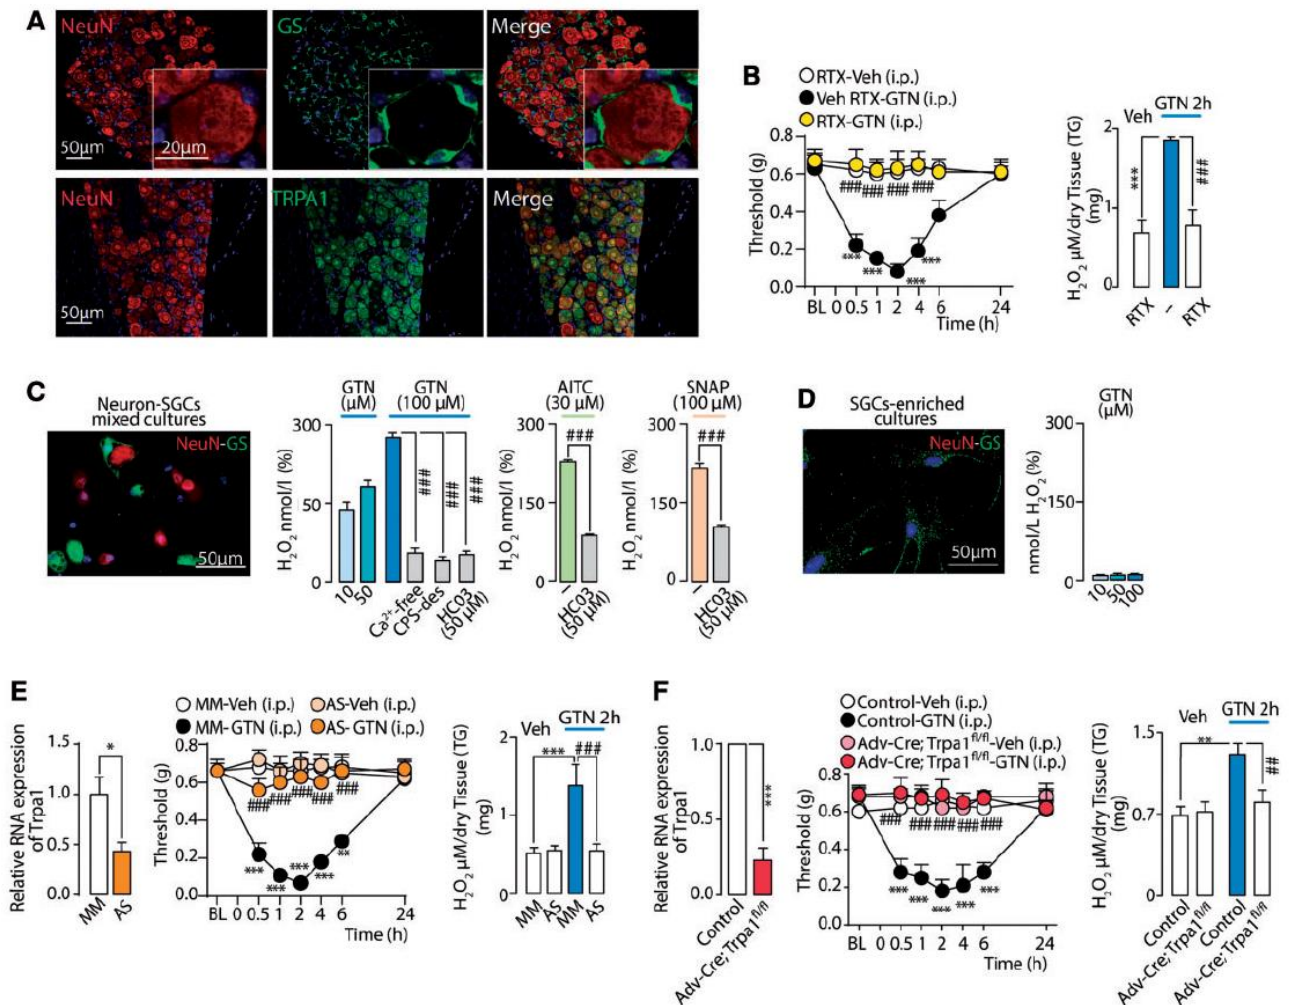 A
NeuN
GS
Merge
50μm
20μm
NeuN
TRPA1
Merge
50μm
B
RTX-Veh (i.p.)
Veh RTX-GTN (i.p.)
RTX-GTN (i.p.)
Threshold (g)
0.8
0.6
0.4
0.2
0.0
###
###
###
###
***
***
***
***
BL 0 0.5 1 2 4 6 24
Time (h)
Veh GTN 2h
H₂O₂ μM/dry Tissue (TG)
(mg)
2
1
0
***
###
RTX
–
RTX
C
Neuron-SGCs
mixed cultures
NeuN-GS
50μm
GTN
(μM)
GTN
(100 μM)
H₂O₂ nmol/l (%)
300
50
0
###
###
###
10
50
Ca²⁺-free
CPS-des
HC03
(50 μM)
AITC
(30 μM)
H₂O₂ nmol/l (%)
300
150
0
###
–
HC03
(50 μM)
SNAP
(100 μM)
H₂O₂ nmol/l (%)
300
150
0
###
–
HC03
(50 μM)
D
SGCs-enriched
cultures
NeuN-GS
50μm
GTN
(μM)
nmol/L H₂O₂ (%)
300
150
0
10
50
100
E
Relative RNA expression
of Trpa1
1.5
1.0
0.5
0.0
*
MM
AS
MM-Veh (i.p.) AS-Veh (i.p.)
MM- GTN (i.p.) AS- GTN (i.p.)
Threshold (g)
0.8
0.6
0.4
0.2
0.0
###
###
###
###
###
***
***
***
***
**
BL 0 0.5 1 2 4 6 24
Time (h)
Veh GTN 2h
H₂O₂ μM/dry Tissue (TG)
(mg)
2
1
0
***
###
MM
AS
MM
AS
F
Relative RNA expression
of Trpa1
1.0
0.5
0.0
***
Control
Adv-Cre;Trpa1fl/fl
Control-Veh (i.p.)
Control-GTN (i.p.)
Adv-Cre; Trpa1fl/fl-Veh (i.p.)
Adv-Cre; Trpa1fl/fl-GTN (i.p.)
Threshold (g)
0.8
0.6
0.4
0.2
0.0
###
###
###
###
###
***
***
***
***
***
BL 0 0.5 1 2 4 6 24
Time (h)
Veh GTN 2h
H₂O₂ μM/dry Tissue (TG)
(mg)
1.5
0.7
0
**
##
Control
Adv-Cre; Trpa1fl/fl
Control
Adv-Cre; Trpa1fl/fl